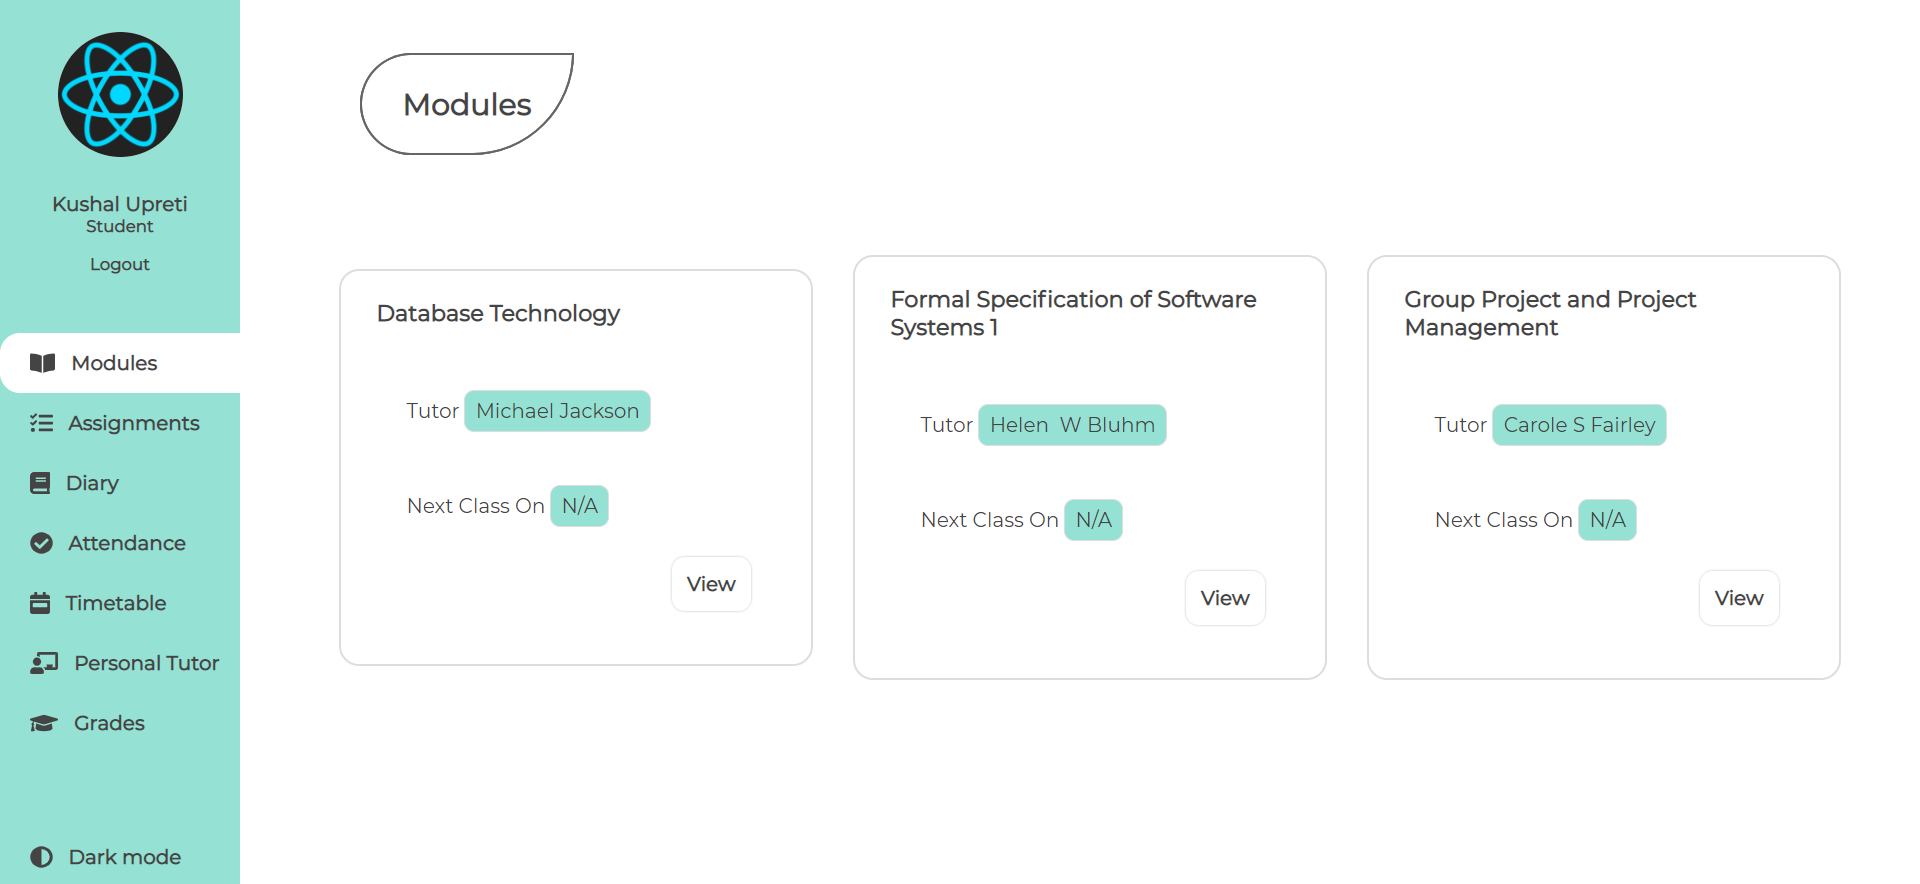 Kushal Upreti
Student
Logout
Modules
Assignments
Diary
Attendance
Timetable
Personal Tutor
Grades
Dark mode
Modules
Database Technology
Tutor Michael Jackson
Next Class On N/A
View
Formal Specification of Software
Systems 1
Tutor Helen  W Bluhm
Next Class On N/A
View
Group Project and Project
Management
Tutor Carole S Fairley
Next Class On N/A
View